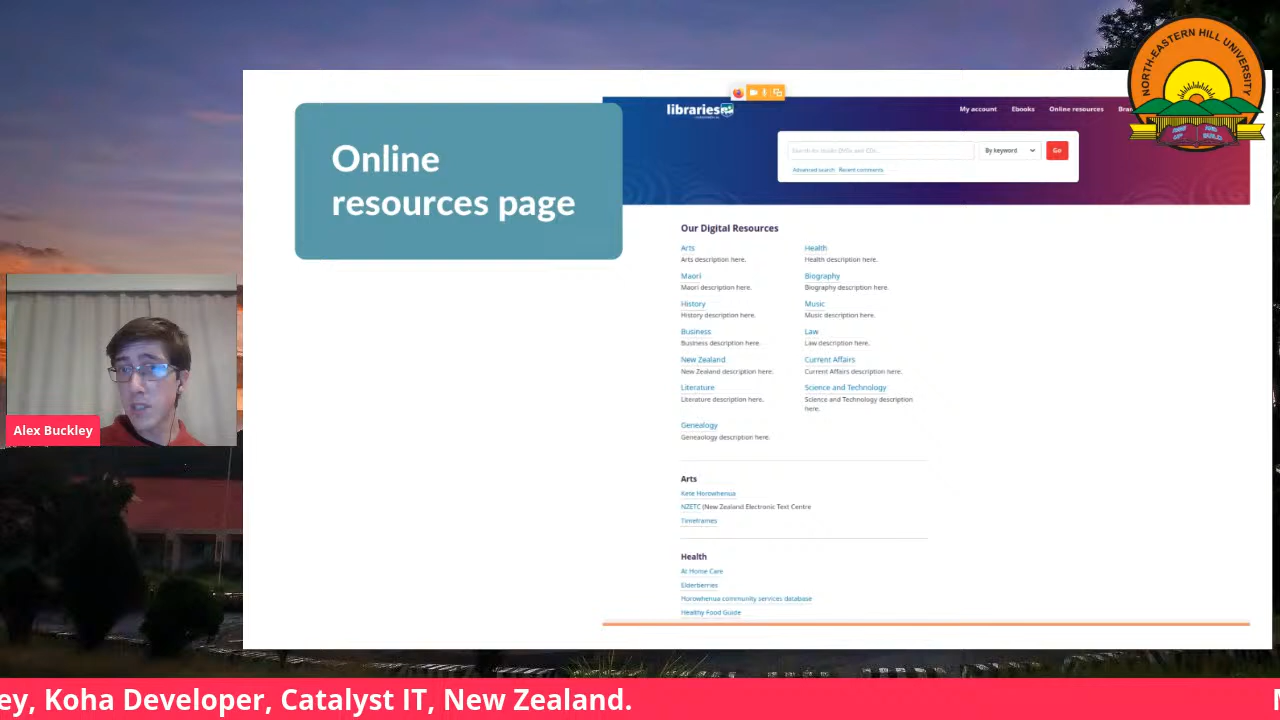 NORTH-EASTERN HILL UNIVERSITY
Online
resources page
libraries
My account Ebooks Online resources
Search for books, DVDs and CDs...
By keyword
Go
Advanced search Recent comments
Our Digital Resources
Arts
Arts description here.
Health
Health description here.
Maori
Maori description here.
Biography
Biography description here.
History
History description here.
Music
Music description here.
Business
Business description here.
Law
Law description here.
New Zealand
New Zealand description here.
Current Affairs
Current Affairs description here.
Literature
Literature description here.
Science and Technology
Science and Technology description
here.
Genealogy
Geneaology description here.
Arts
Kete Horowhenua
NZETC (New Zealand Electronic Text Centre
Timeframes
Health
At Home Care
Elderberries
Horowhenua community services database
Healthy Food Guide
Alex Buckley
ey, Koha Developer, Catalyst IT, New Zealand.